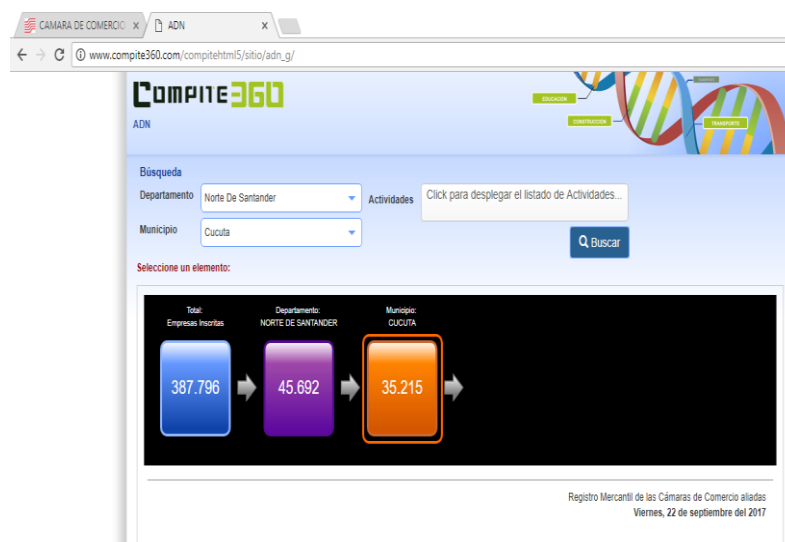 CAMARA DE COMERCIO
ADN
www.compite360.com/compitehtml5/sitio/adn_g/
COMPITE360
ADN
EDUCACIÓN
CONSTRUCCIÓN
TRANSPORTE
Búsqueda
Departamento Norte De Santander Actividades Click para desplegar el listado de Actividades...
Municipio Cucuta
Buscar
Seleccione un elemento:
Total: Departamento: Municipio:
Empresas Inscritas NORTE DE SANTANDER CUCUTA
387.796 45.692 35.215
Registro Mercantil de las Cámaras de Comercio aliadas
Viernes, 22 de septiembre del 2017